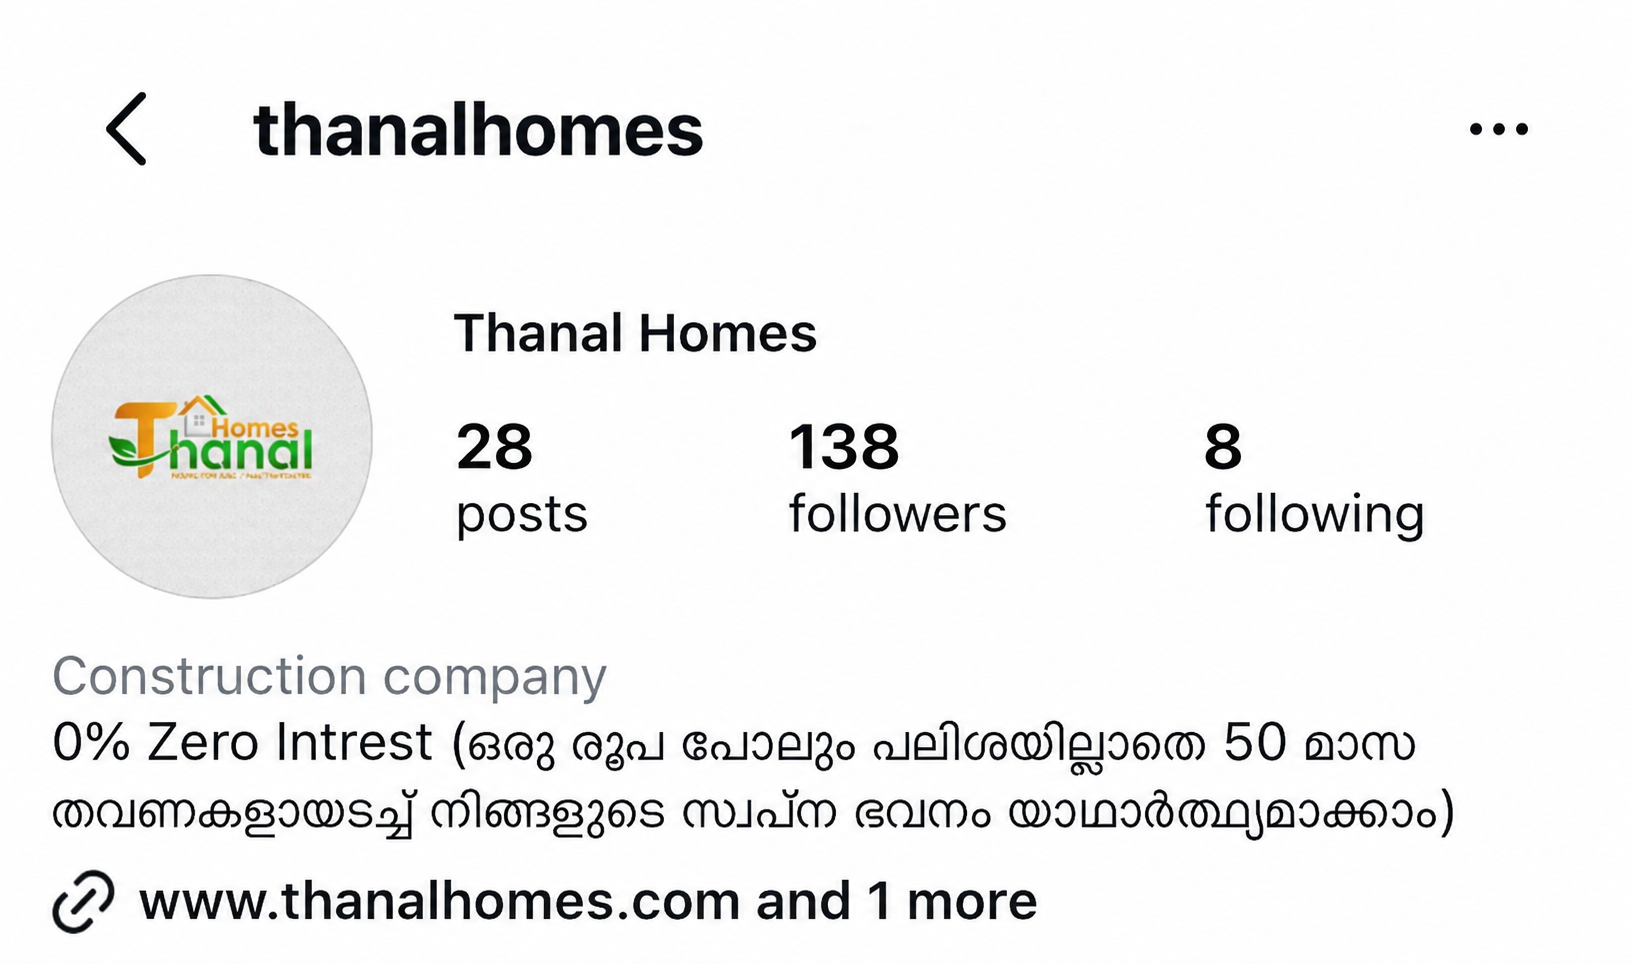 thanalhomes
Thanal Homes
Homes
Thanal
28
138
8
posts
followers
following
Construction company
0% Zero Intrest (ഒരു രൂപ പോലും പലിശയില്ലാതെ 50 മാസ
തവണകളായടച്ച് നിങ്ങളുടെ സ്വപ്ന ഭവനം യാഥാർത്ഥ്യമാക്കാം)
www.thanalhomes.com and 1 more